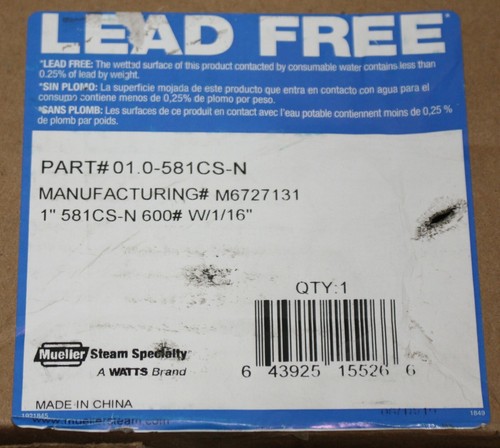 LEAD FREE*
*LEAD FREE: The wetted surface of this product contacted by consumable water contains less than
0.25% of lead by weight.
*SIN PLOMO: La superficie mojada de este producto que entra en contacto con agua para el
consumo contiene menos de 0,25% de plomo por peso.
*SANS PLOMB: Les surfaces de ce produit en contact avec l'eau potable contiennent moins de 0,25 %
de plomb par poids.
PART# 01.0-581CS-N
MANUFACTURING# M6727131
1" 581CS-N 600# W/1/16"
QTY:1
Mueller Steam Specialty
A WATTS Brand
6 43925 15526 6
MADE IN CHINA
1921845
1849
www.muellersteam.com